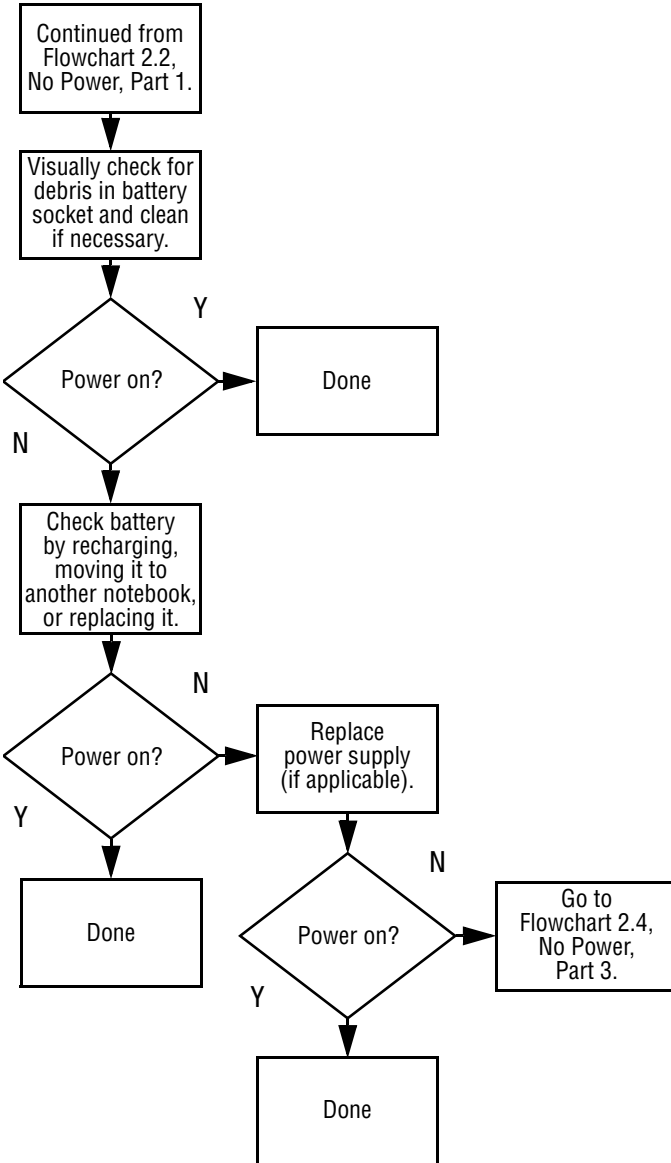 Continued from
Flowchart 2.2,
No Power, Part 1.
Visually check for
debris in battery
socket and clean
if necessary.
Y
Power on?
Done
N
Check battery
by recharging,
moving it to
another notebook,
or replacing it.
N
Power on?
Replace
power supply
(if applicable).
Y
Done
N
Power on?
Go to
Flowchart 2.4,
No Power,
Part 3.
Y
Done